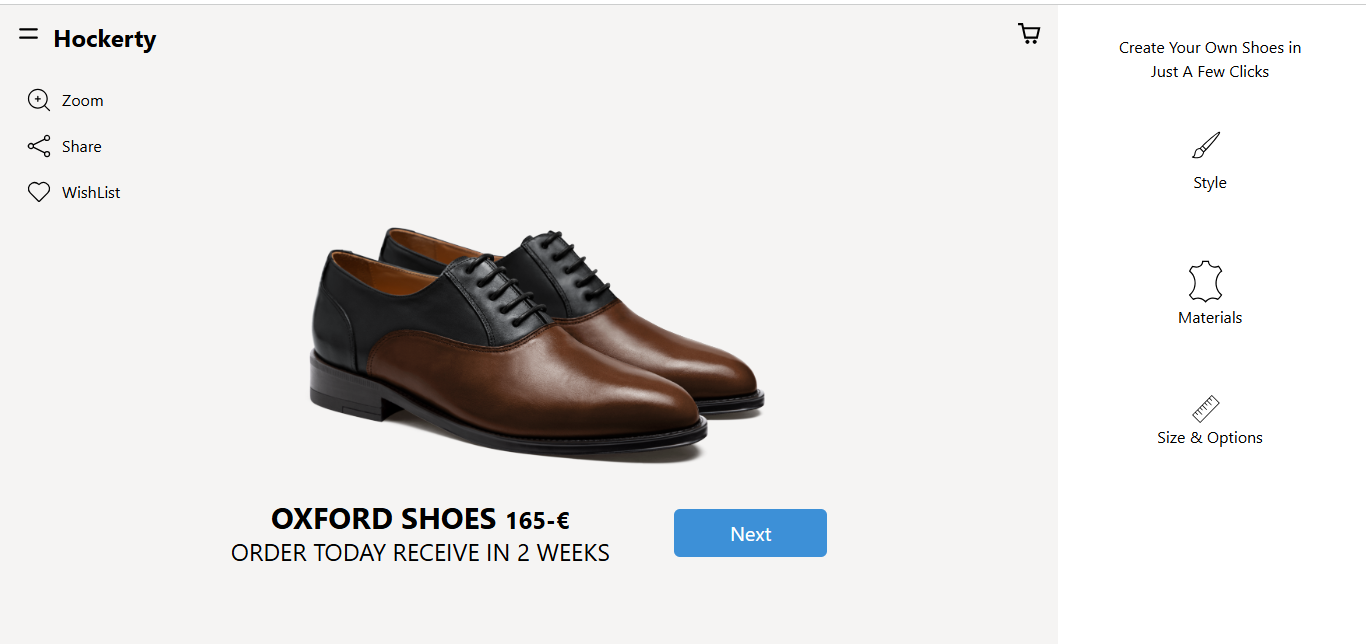 Hockerty
Zoom
Share
WishList
OXFORD SHOES 165-€
ORDER TODAY RECEIVE IN 2 WEEKS
Next
Create Your Own Shoes in
Just A Few Clicks
Style
Materials
Size & Options